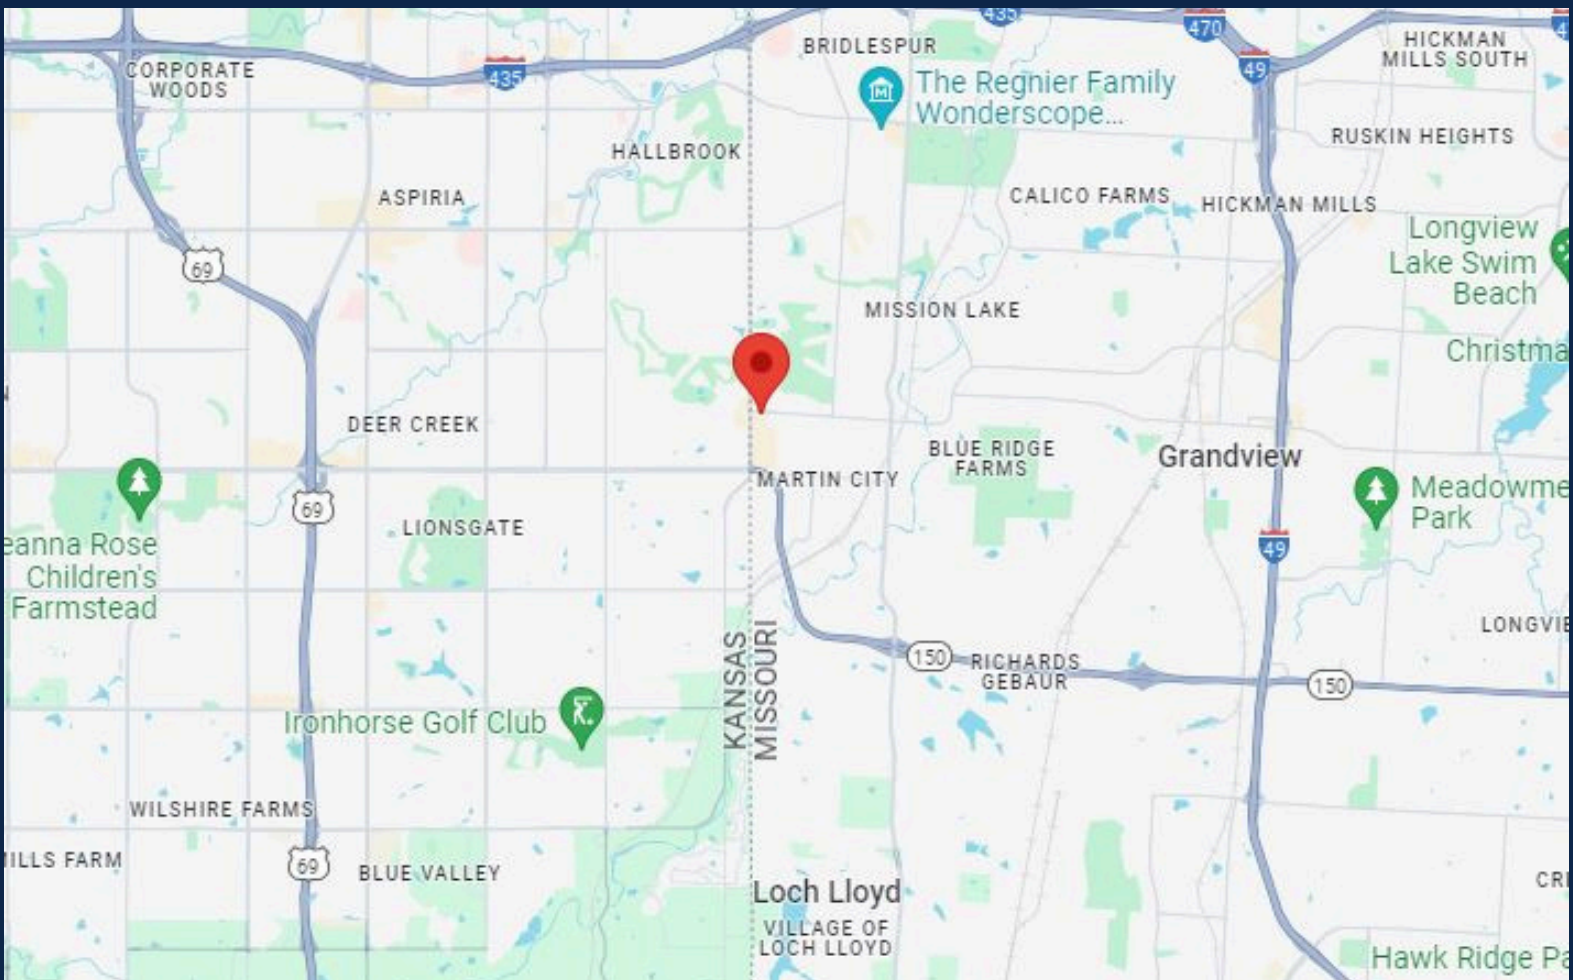 435
470
BRIDLESPUR
HICKMAN
MILLS SOUTH
49
CORPORATE
WOODS
435
The Regnier Family
Wonderscope...
RUSKIN HEIGHTS
HALLBROOK
ASPIRIA
CALICO FARMS
HICKMAN MILLS
Longview
Lake Swim
Beach
69
MISSION LAKE
Christma
DEER CREEK
BLUE RIDGE
FARMS
Grandview
MARTIN CITY
Meadowme
Park
69
LIONSGATE
eanna Rose
Children's
Farmstead
49
LONGVIE
KANSAS
MISSOURI
150
RICHARDS
GEBAUR
150
Ironhorse Golf Club
WILSHIRE FARMS
ILLS FARM
69
BLUE VALLEY
Loch Lloyd
CRI
VILLAGE OF
LOCH LLOYD
Hawk Ridge Pa